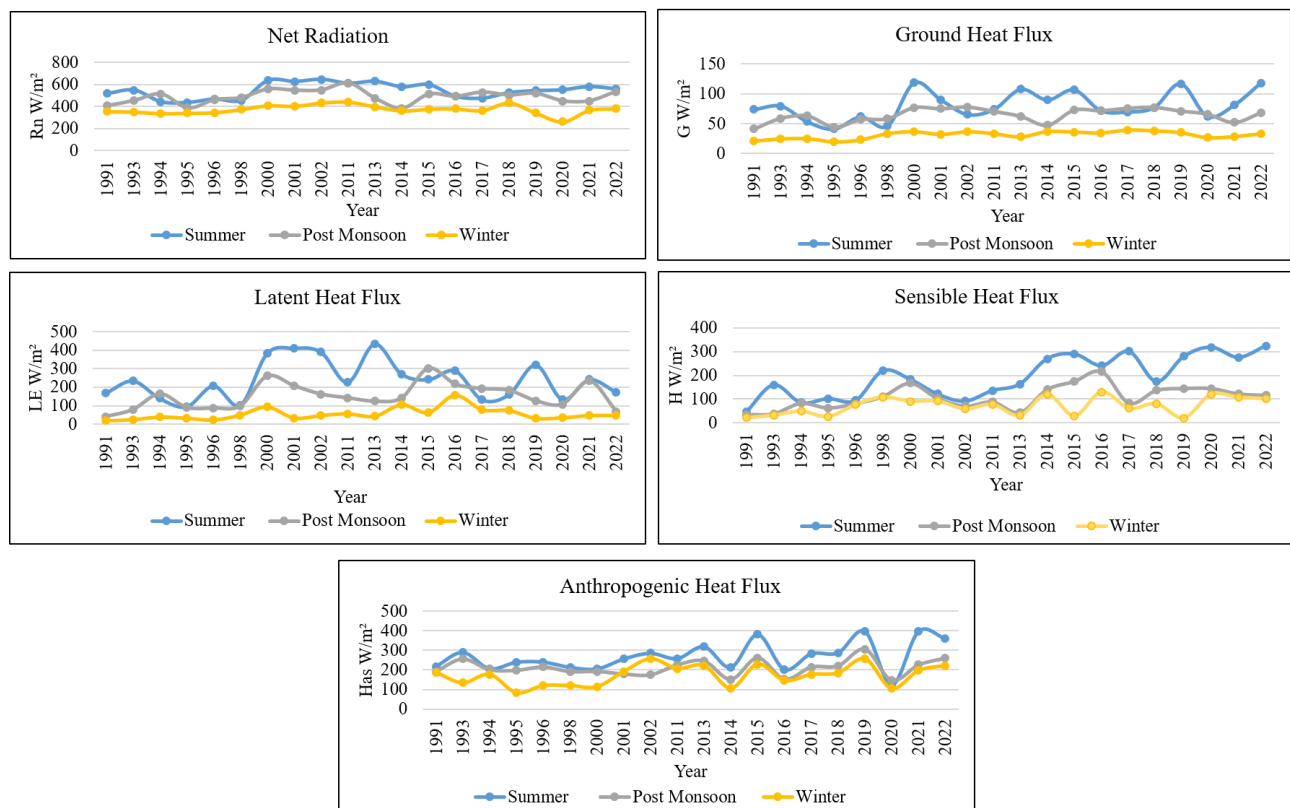 Net Radiation
Rn W/m²
800
600
400
200
0
1991 1993 1994 1995 1996 1998 2000 2001 2002 2011 2013 2014 2015 2016 2017 2018 2019 2020 2021 2022
Year
Summer Post Monsoon Winter
Ground Heat Flux
G W/m²
150
100
50
0
1991 1993 1994 1995 1996 1998 2000 2001 2002 2011 2013 2014 2015 2016 2017 2018 2019 2020 2021 2022
Year
Summer Post Monsoon Winter
Latent Heat Flux
LE W/m²
500
400
300
200
100
0
1991 1993 1994 1995 1996 1998 2000 2001 2002 2011 2013 2014 2015 2016 2017 2018 2019 2020 2021 2022
Year
Summer Post Monsoon Winter
Sensible Heat Flux
H W/m²
400
300
200
100
0
1991 1993 1994 1995 1996 1998 2000 2001 2002 2011 2013 2014 2015 2016 2017 2018 2019 2020 2021 2022
Year
Summer Post Monsoon Winter
Anthropogenic Heat Flux
Has W/m²
500
400
300
200
100
0
1991 1993 1994 1995 1996 1998 2000 2001 2002 2011 2013 2014 2015 2016 2017 2018 2019 2020 2021 2022
Year
Summer Post Monsoon Winter